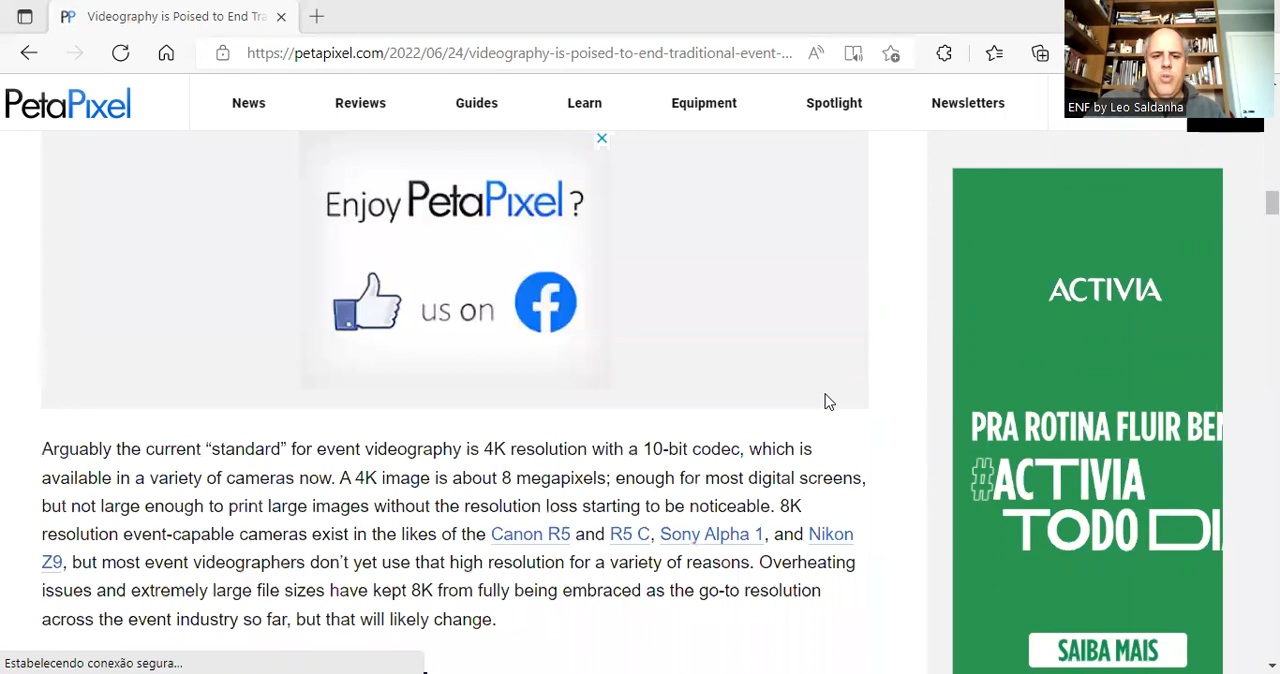 Videography is Poised to End Tra
https://petapixel.com/2022/06/24/videography-is-poised-to-end-traditional-event-...
ENF by Leo Saldanha
PetaPixel
News
Reviews
Guides
Learn
Equipment
Spotlight
Newsletters
Enjoy PetaPixel?
us on
Arguably the current “standard” for event videography is 4K resolution with a 10-bit codec, which is
available in a variety of cameras now. A 4K image is about 8 megapixels; enough for most digital screens,
but not large enough to print large images without the resolution loss starting to be noticeable. 8K
resolution event-capable cameras exist in the likes of the Canon R5 and R5 C, Sony Alpha 1, and Nikon
Z9, but most event videographers don’t yet use that high resolution for a variety of reasons. Overheating
issues and extremely large file sizes have kept 8K from fully being embraced as the go-to resolution
across the event industry so far, but that will likely change.
ACTIVIA
PRA ROTINA FLUIR BE
#ACTIVIA
TODO DI
SAIBA MAIS
Estabelecendo conexão segura...